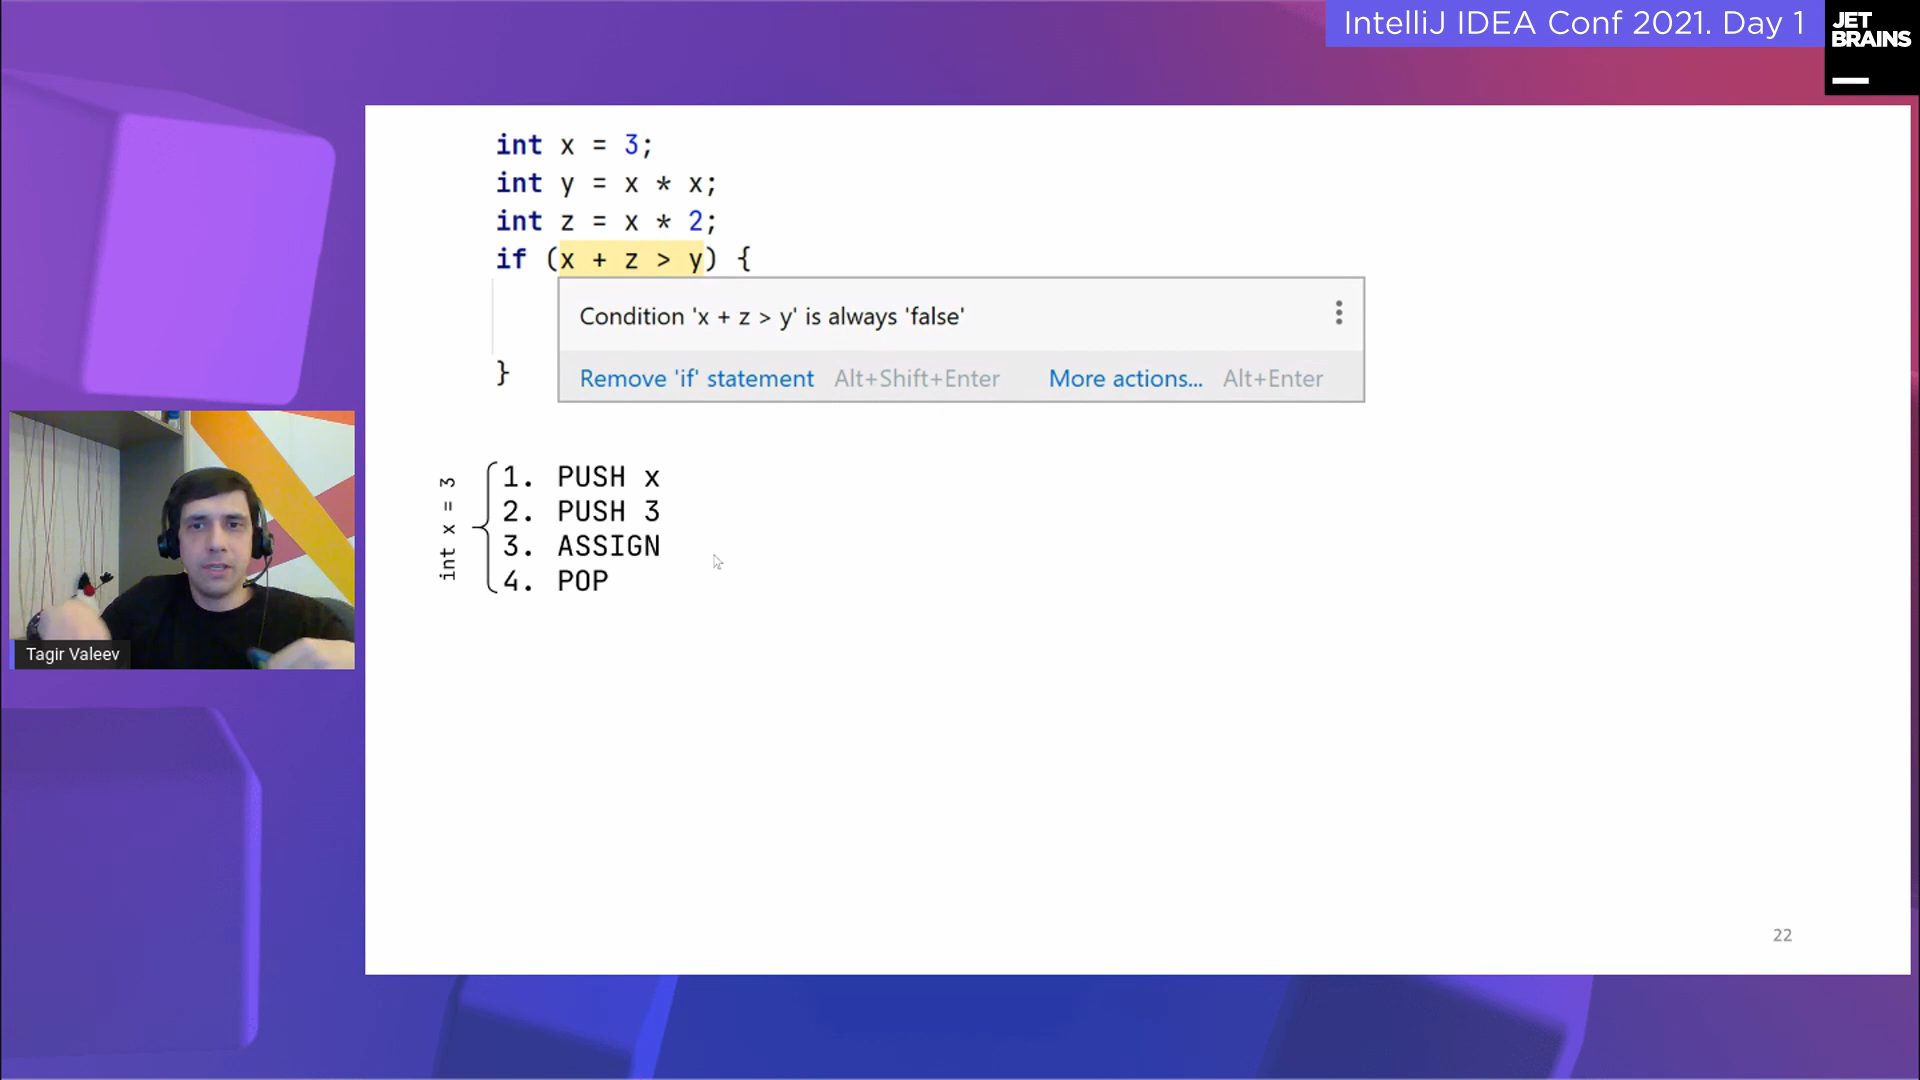 IntelliJ IDEA Conf 2021. Day 1
JET
BRAINS
int x = 3;
int y = x * x;
int z = x * 2;
if (x + z > y) {
Condition 'x + z > y' is always 'false'
Remove 'if' statement Alt+Shift+Enter More actions... Alt+Enter
}
int x = 3
1. PUSH x
2. PUSH 3
3. ASSIGN
4. POP
Tagir Valeev
22